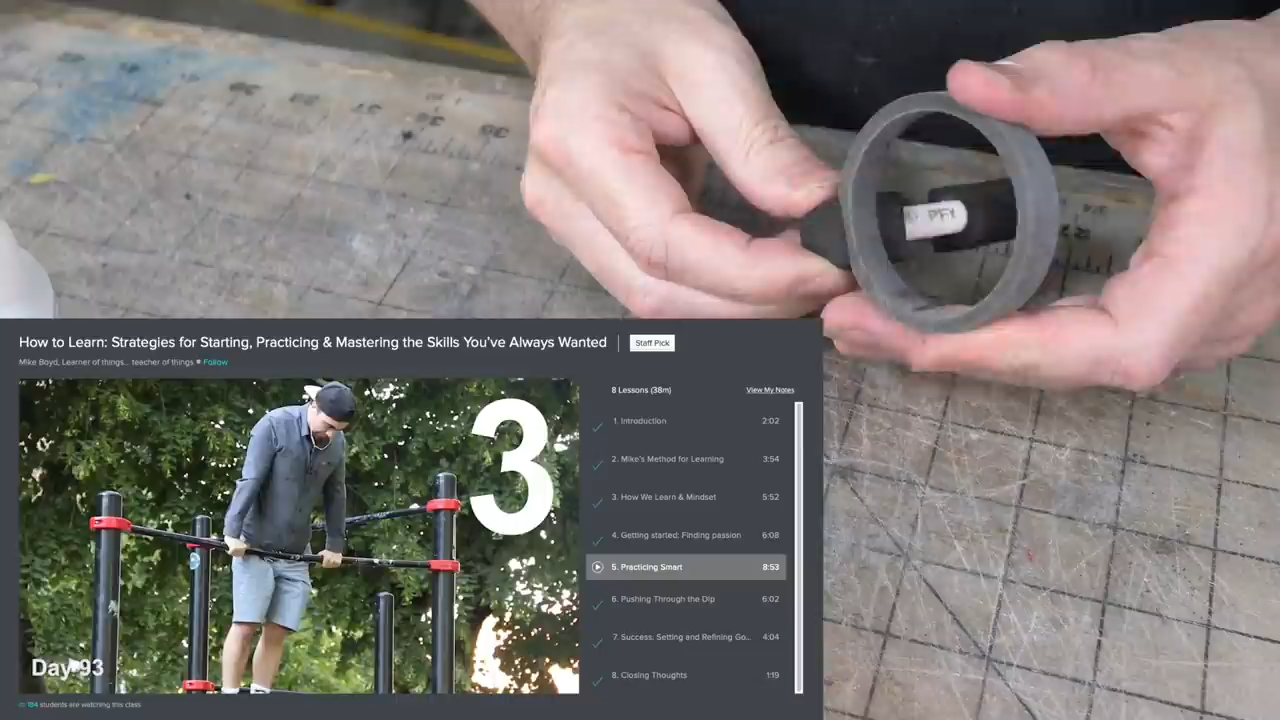 PFX
How to Learn: Strategies for Starting, Practicing & Mastering the Skills You've Always Wanted
Staff Pick
Mike Boyd, Learner of things... teacher of things Follow
8 Lessons (38m) View My Notes
1. Introduction 2:02
2. Mike's Method for Learning 3:54
3. How We Learn & Mindset 5:52
4. Getting started: Finding passion 6:08
5. Practicing Smart 8:53
6. Pushing Through the Dip 6:02
7. Success: Setting and Refining Go... 4:04
8. Closing Thoughts 1:19
3
Day 93
194 students are watching this class